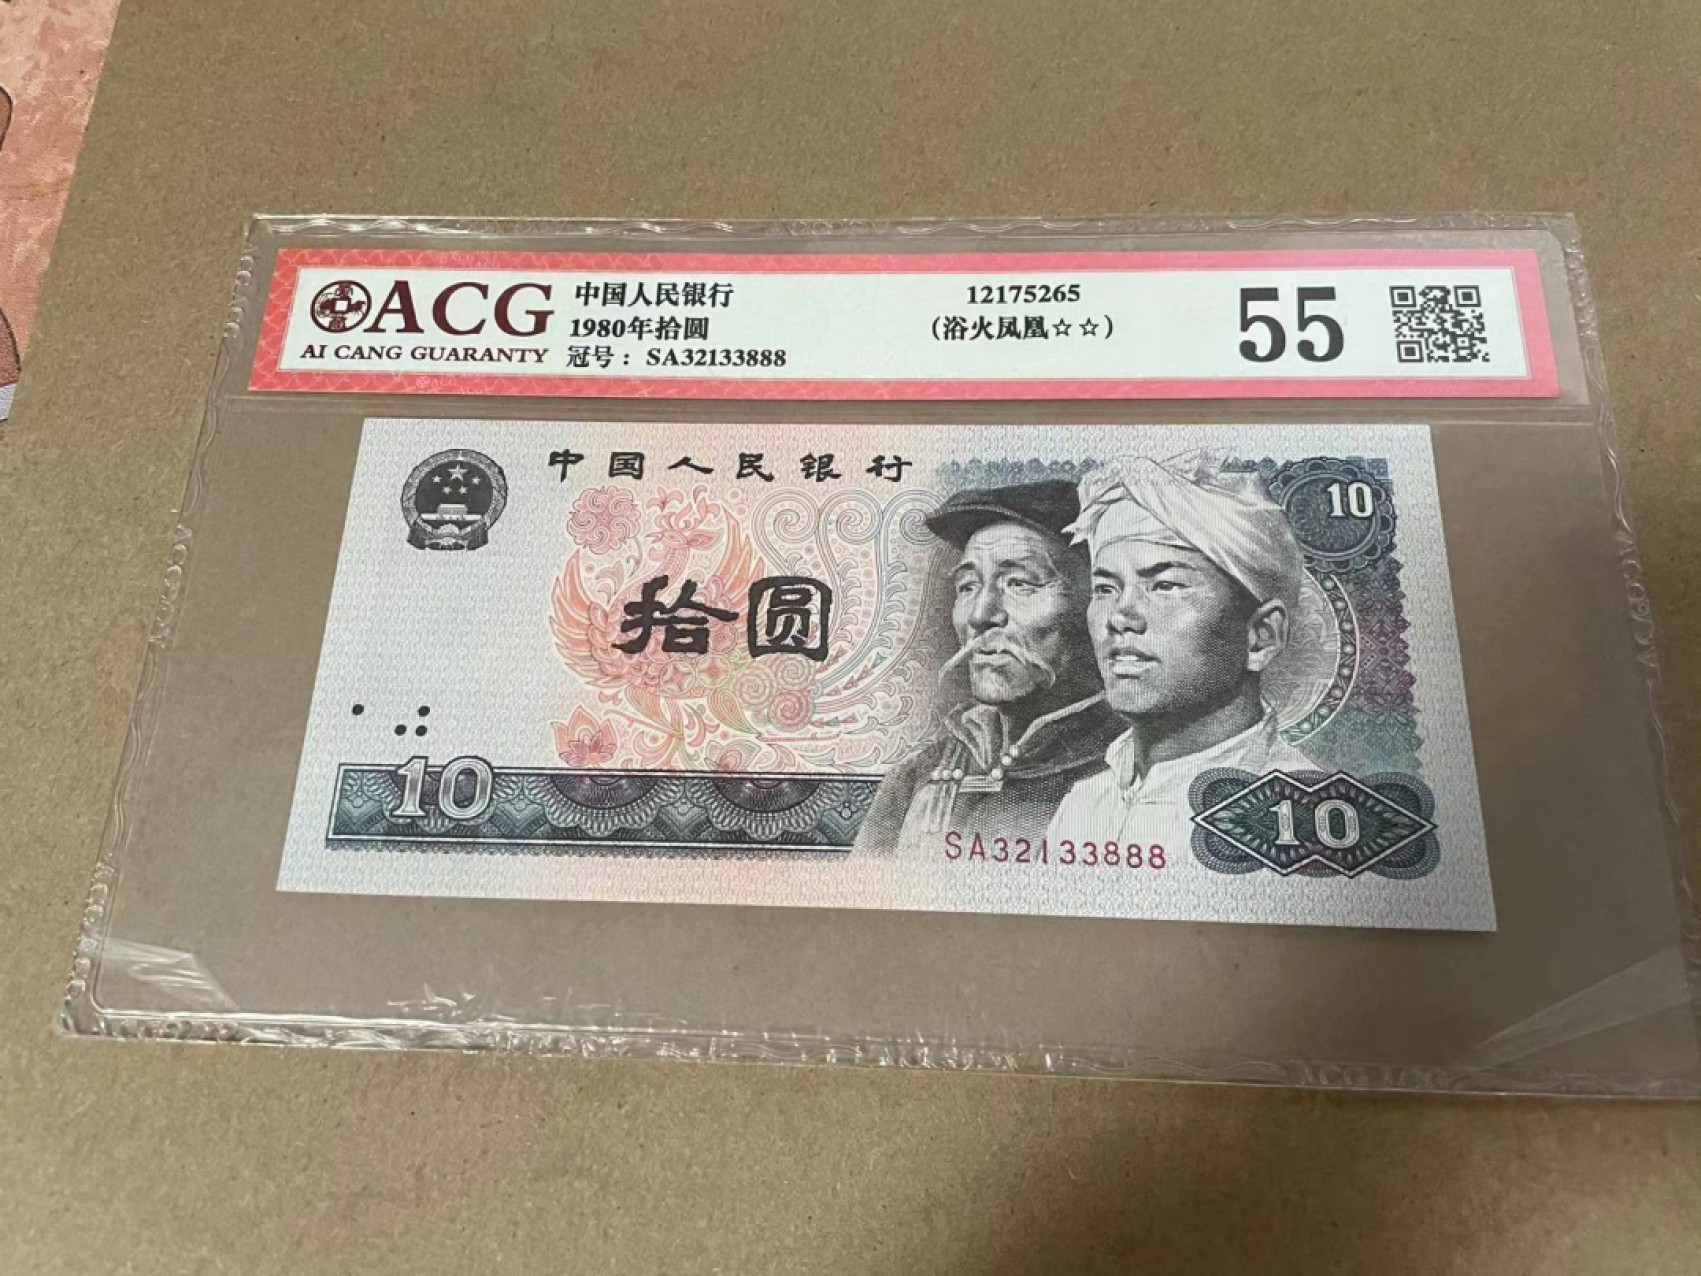 ACG
AI CANG GUARANTY
中国人民银行
1980年拾圆
冠号：SA32133888
12175265
(浴火凤凰☆☆)
55
中国人民银行
10
拾圆
10
SA32133888
10